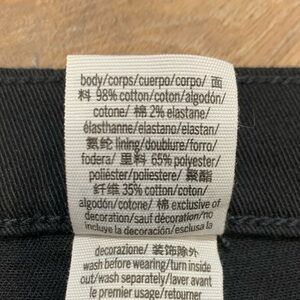 body/corps/cuerpo/corpo/ 面
料 98% cotton/coton/algodón/
cotone/ 棉 2% elastane/
élasthanne/elastano/elastan/
氨纶 lining/doublure/forro/
fodera/ 里料 65% polyester/
poliéster/poliestere/ 聚酯
纤维 35% cotton/coton/
algodón/cotone/ 棉 exclusive of
decoration/sauf décoration/no
incluye la decoración/esclusa la
decorazione/ 装饰除外
wash before wearing/turn inside
out/wash separately/laver avant
le premier usage/retourner